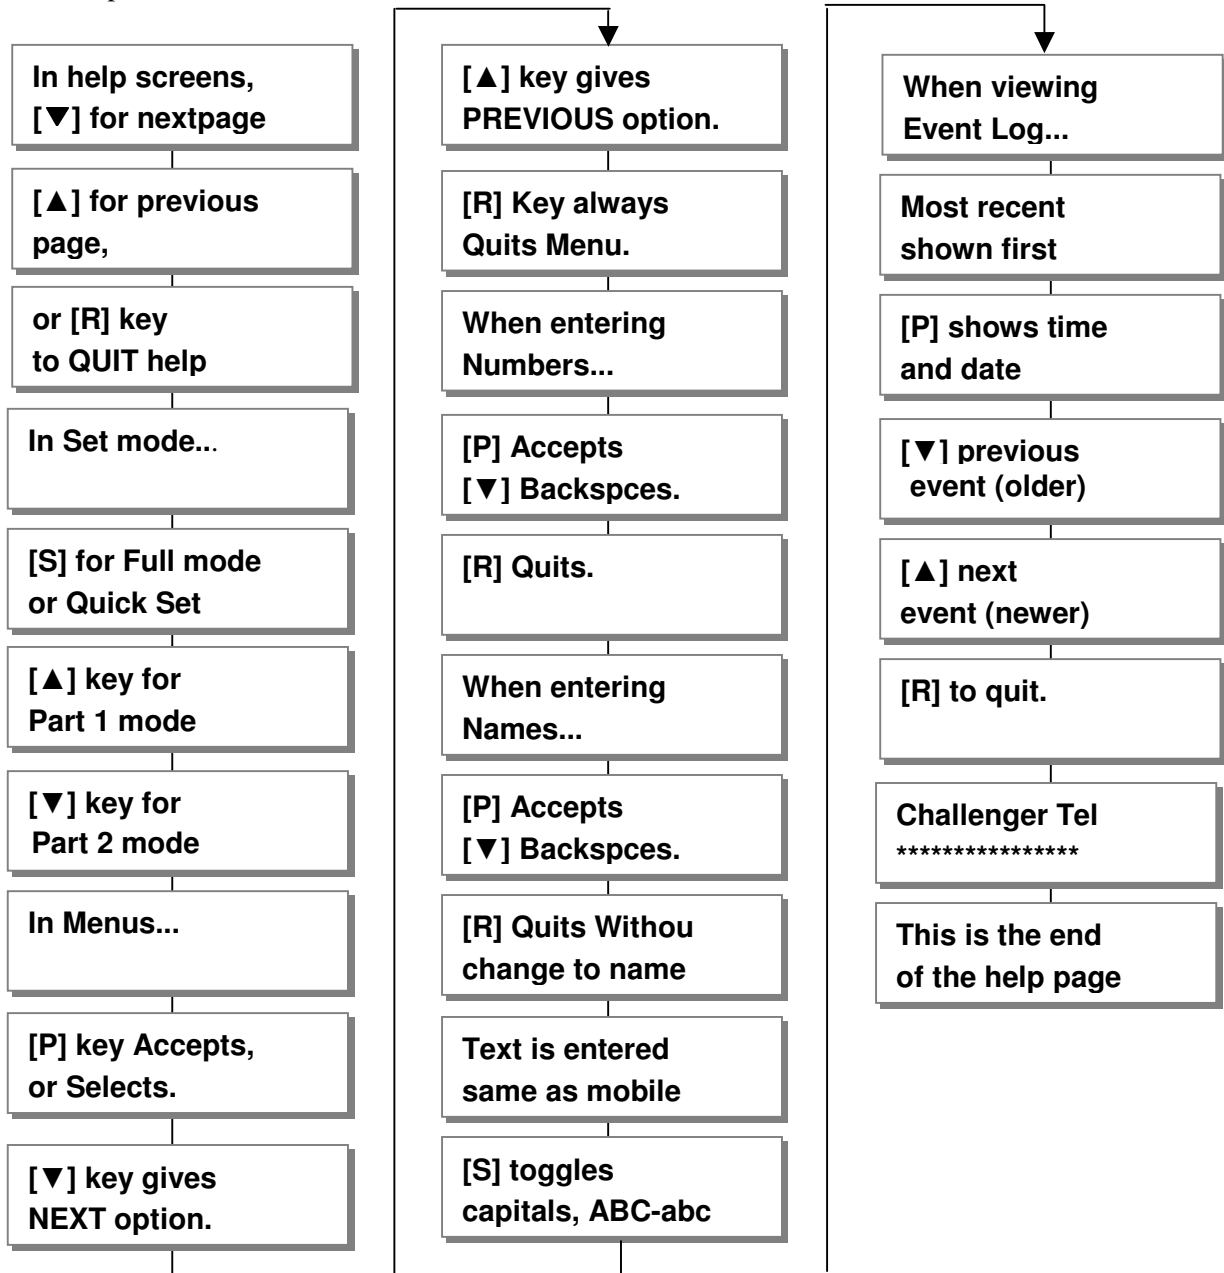 In help screens,
[▼] for nextpage
[▲] for previous
page,
or [R] key
to QUIT help
In Set mode...
[S] for Full mode
or Quick Set
[▲] key for
Part 1 mode
[▼] key for
Part 2 mode
In Menus...
[P] key Accepts,
or Selects.
[▼] key gives
NEXT option.
[▲] key gives
PREVIOUS option.
[R] Key always
Quits Menu.
When entering
Numbers...
[P] Accepts
[▼] Backspces.
[R] Quits.
When entering
Names...
[P] Accepts
[▼] Backspces.
[R] Quits Withou
change to name
Text is entered
same as mobile
[S] toggles
capitals, ABC-abc
When viewing
Event Log...
Most recent
shown first
[P] shows time
and date
[▼] previous
event (older)
[▲] next
event (newer)
[R] to quit.
Challenger Tel
****************
This is the end
of the help page